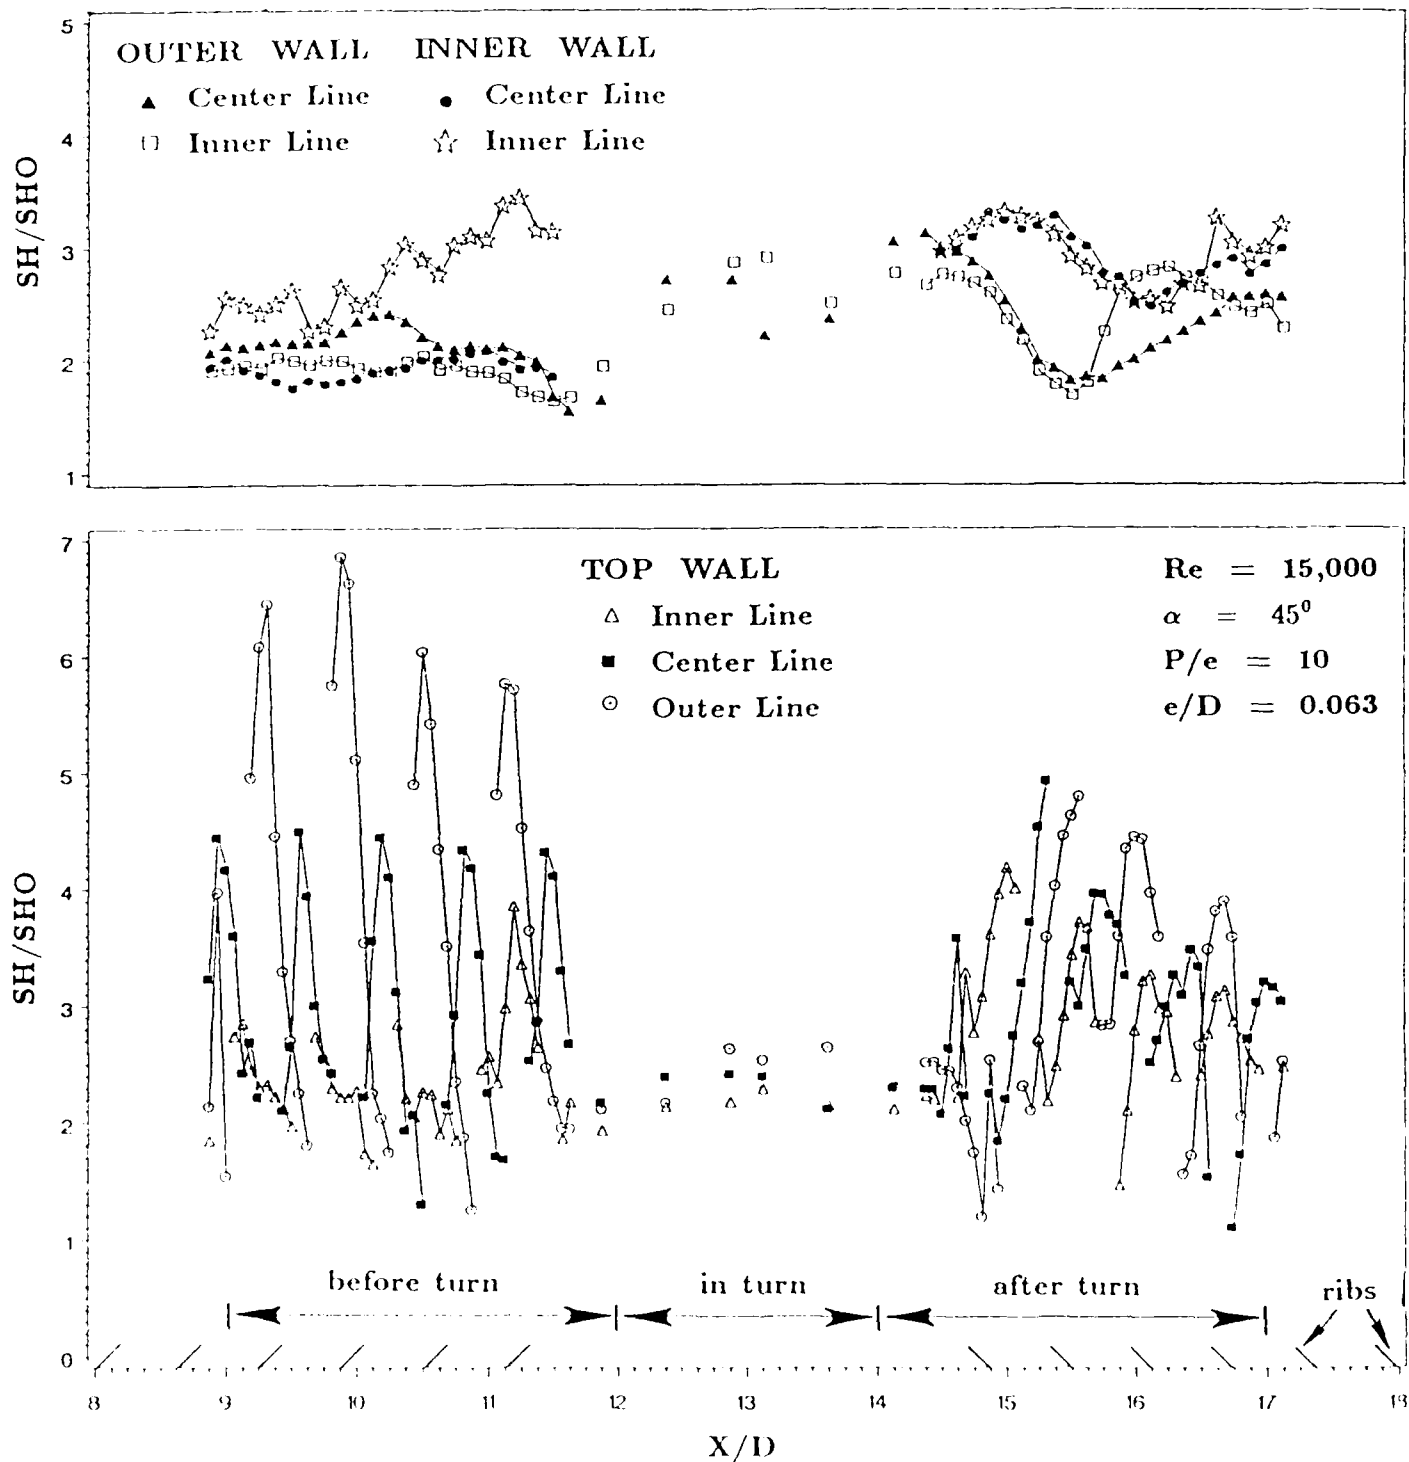 5
OUTER WALL INNER WALL
▲ Center Line ● Center Line
□ Inner Line ☆ Inner Line
4
3
2
1
SH/SHO
7
TOP WALL
△ Inner Line
■ Center Line
⊙ Outer Line
Re = 15,000
α = 45⁰
P/e = 10
e/D = 0.063
6
5
4
3
2
1
0
SH/SHO
before turn in turn after turn ribs
8 9 10 11 12 13 14 15 16 17 18
X/D